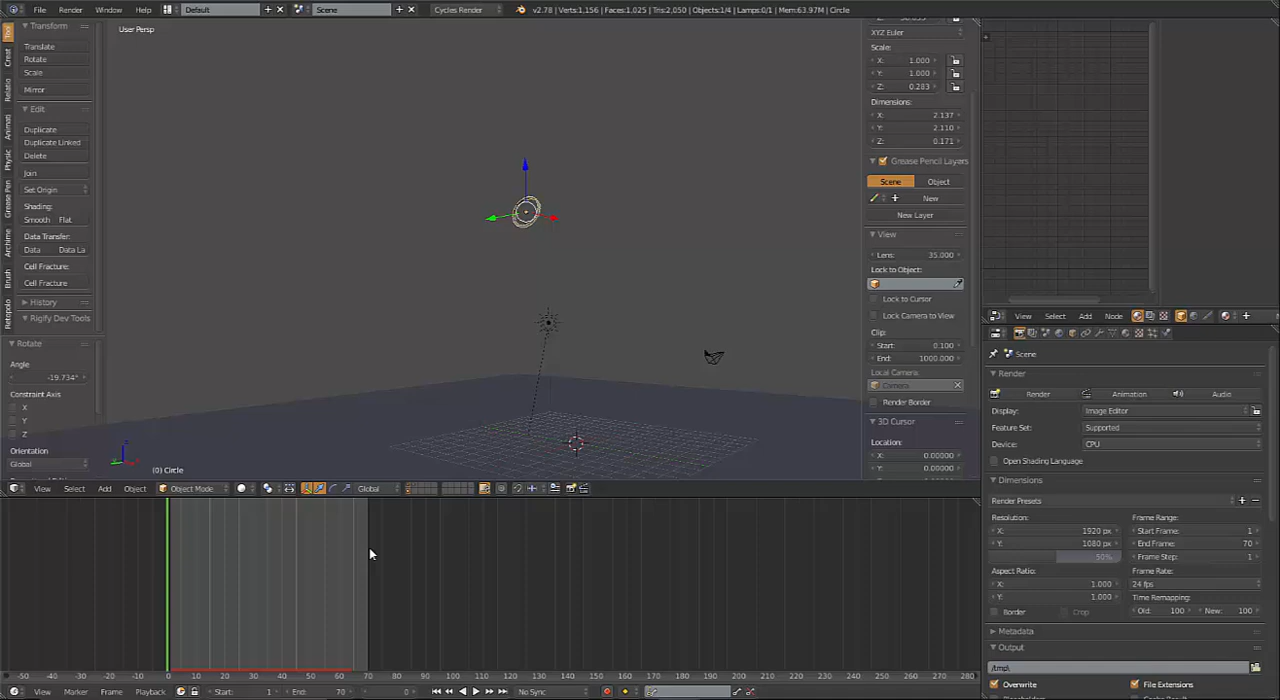 File Render Window Help Default Scene Cycles Render v2.78 | Verts:1,156 | Faces:1,025 | Tris:2,050 | Objects:1/4 | Lamps:0/1 | Mem:63.97M | Circle
Transform
Translate
Rotate
Scale
Mirror
Edit
Duplicate
Duplicate Linked
Delete
Join
Set Origin
Shading:
Smooth Flat
Data Transfer:
Data Data La
Cell Fracture:
Cell Fracture
History
Rigify Dev Tools
Rotate
Angle
-19.734°
Constraint Axis
X
Y
Z
Orientation
Global
Creat
Relatio
Animati
Physic
Grease Pen
Archime
Brush
Retopolo
User Persp
(0) Circle
XYZ Euler
Scale:
X: 1.000
Y: 1.000
Z: 0.283
Dimensions:
X: 2.137
Y: 2.110
Z: 0.171
Grease Pencil Layers
Scene Object
New
New Layer
View
Lens: 35.000
Lock to Object:
Lock to Cursor
Lock Camera to View
Clip:
Start: 0.100
End: 1000.000
Local Camera:
Camera
Render Border
3D Cursor
Location:
X: 0.00000
Y: 0.00000
View Select Add Object Object Mode Global
-50 -40 -30 -20 -10 0 10 20 30 40 50 60 70 80 90 100 110 120 130 140 150 160 170 180 190 200 210 220 230 240 250 260 270 280
View Marker Frame Playback Start: 1 End: 70 0 No Sync
View Select Add Node
Scene
Render
Render Animation Audio
Display: Image Editor
Feature Set: Supported
Device: CPU
Open Shading Language
Dimensions
Render Presets
Resolution: Frame Range:
X: 1920 px Start Frame: 1
Y: 1080 px End Frame: 70
50% Frame Step: 1
Aspect Ratio: Frame Rate:
X: 1.000 24 fps
Y: 1.000 Time Remapping:
Border Crop Old: 100 New: 100
Metadata
Output
/tmp\
Overwrite File Extensions